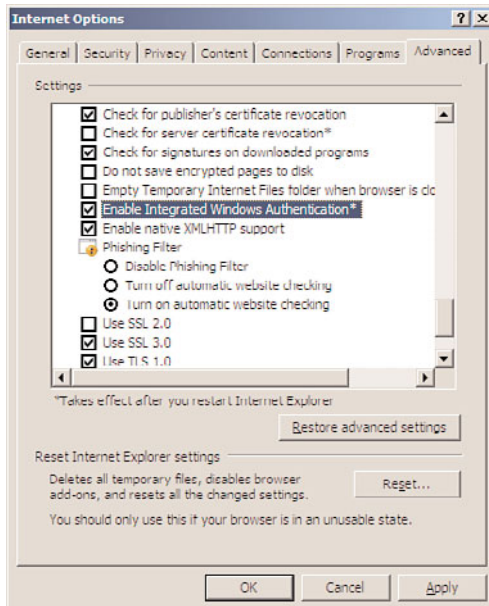 Internet Options
General Security Privacy Content Connections Programs Advanced
Settings
Check for publisher's certificate revocation
Check for server certificate revocation*
Check for signatures on downloaded programs
Do not save encrypted pages to disk
Empty Temporary Internet Files folder when browser is clo
Enable Integrated Windows Authentication*
Enable native XMLHTTP support
Phishing Filter
Disable Phishing Filter
Turn off automatic website checking
Turn on automatic website checking
Use SSL 2.0
Use SSL 3.0
Use TLS 1.0
*Takes effect after you restart Internet Explorer
Restore advanced settings
Reset Internet Explorer settings
Deletes all temporary files, disables browser
add-ons, and resets all the changed settings.
Reset...
You should only use this if your browser is in an unusable state.
OK Cancel Apply